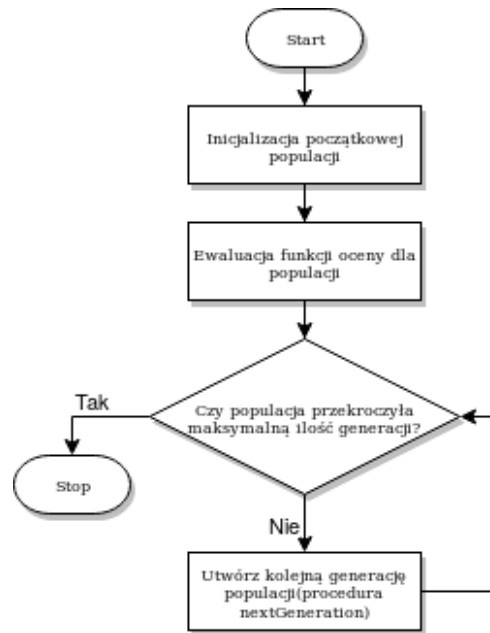 Start
Inicjalizacja początkowej
populacji
Ewaluacja funkcji oceny dla
populacji
Czy populacja przekroczyła
maksymalną ilość generacji?
Tak
Stop
Nie
Utwórz kolejną generację
populacji(procedura
nextGeneration)